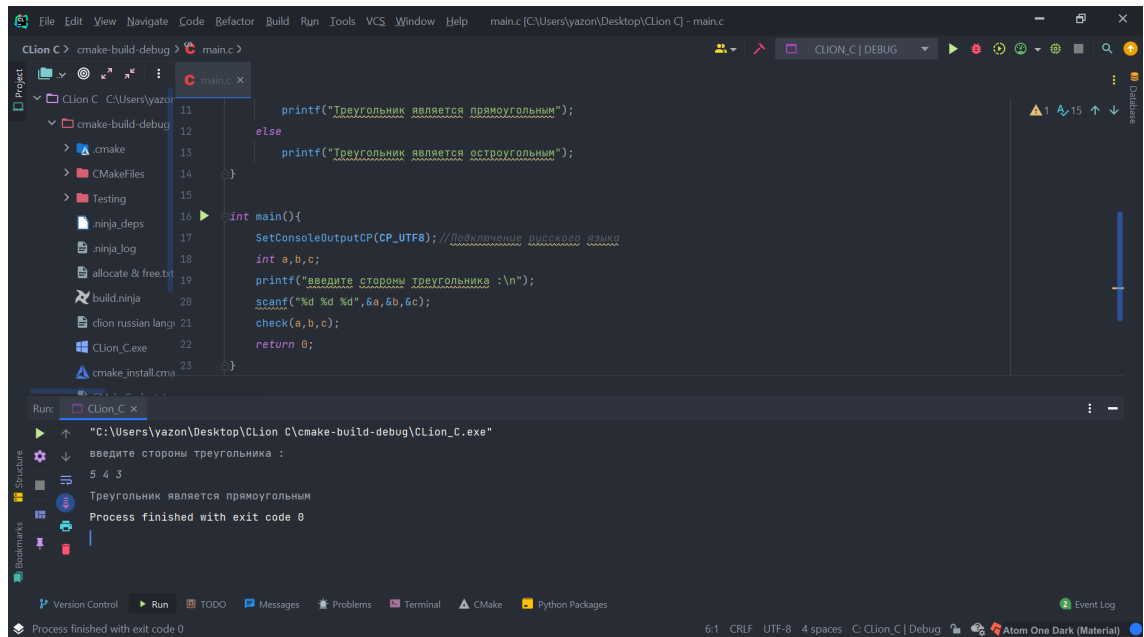 File Edit View Navigate Code Refactor Build Run Tools VCS Window Help main.c [C:\Users\yazon\Desktop\CLion C] - main.c
CLion C > cmake-build-debug > main.c > CLION_C | DEBUG
Project
main.c ×
Database
CLion C C:\Users\yazon
cmake-build-debug
.cmake
CMakeFiles
Testing
.ninja_deps
.ninja_log
allocate & free.txt
build.ninja
clion russian langu
CLion_C.exe
cmake_install.cma
11 printf("Треугольник является прямоугольным");
12 else
13 printf("Треугольник является остроугольным");
14 }
15
16 int main(){
17 SetConsoleOutputCP(CP_UTF8);//Подключение русского языка
18 int a,b,c;
19 printf("введите стороны треугольника :\n");
20 scanf("%d %d %d",&a,&b,&c);
21 check(a,b,c);
22 return 0;
23 }
1 15
Run: CLion_C ×
"C:\Users\yazon\Desktop\CLion C\cmake-build-debug\CLion_C.exe"
введите стороны треугольника :
5 4 3
Треугольник является прямоугольным
Process finished with exit code 0
Structure
Bookmarks
Version Control Run TODO Messages Problems Terminal CMake Python Packages 2 Event Log
Process finished with exit code 0 6:1 CRLF UTF-8 4 spaces C: CLion_C | Debug Atom One Dark (Material)